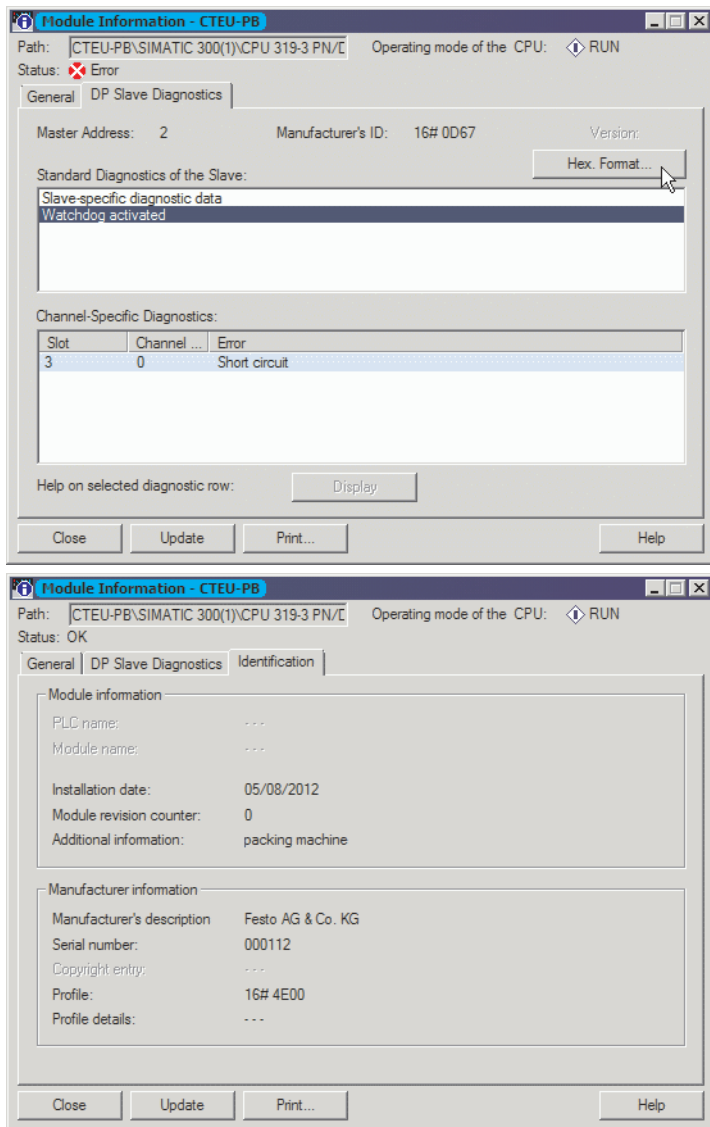 Module Information - CTEU-PB
Path: CTEU-PB\SIMATIC 300(1)\CPU 319-3 PN/D Operating mode of the CPU: RUN
Status: Error
General DP Slave Diagnostics
Master Address: 2 Manufacturer's ID: 16# 0D67 Version:
Hex. Format...
Standard Diagnostics of the Slave:
Slave-specific diagnostic data
Watchdog activated
Channel-Specific Diagnostics:
Slot Channel ... Error
3 0 Short circuit
Help on selected diagnostic row: Display
Close Update Print... Help
Module Information - CTEU-PB
Path: CTEU-PB\SIMATIC 300(1)\CPU 319-3 PN/D Operating mode of the CPU: RUN
Status: OK
General DP Slave Diagnostics Identification
Module information
PLC name: - - -
Module name: - - -
Installation date: 05/08/2012
Module revision counter: 0
Additional information: packing machine
Manufacturer information
Manufacturer's description Festo AG & Co. KG
Serial number: 000112
Copyright entry: - - -
Profile: 16# 4E00
Profile details: - - -
Close Update Print... Help